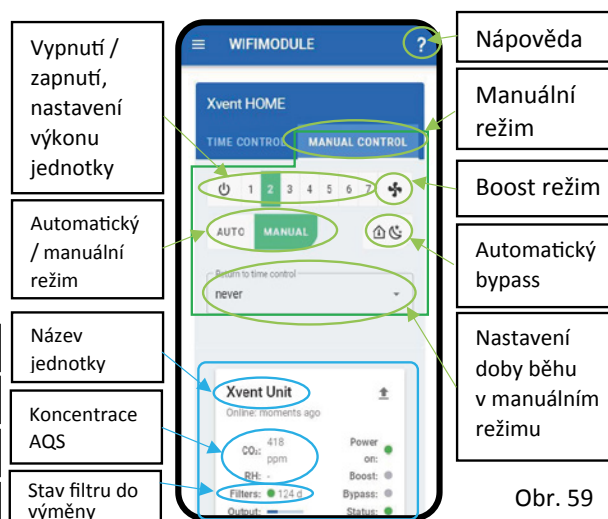 Vypnutí /
zapnutí,
nastavení
výkonu
jednotky
Automatický
/ manuální
režim
Název
jednotky
Koncentrace
AQS
Stav filtru do
výměny
WIFIMODULE ?
Xvent HOME
TIME CONTROL MANUAL CONTROL
1 2 3 4 5 6 7
AUTO MANUAL
Return to time control
never
Xvent Unit
Online: moments ago
CO₂: 418 ppm
RH: -
Filters: 124 d
Output:
Power on:
Boost:
Bypass:
Status:
Nápověda
Manuální
režim
Boost režim
Automatický
bypass
Nastavení
doby běhu
v manuálním
režimu
Obr. 59